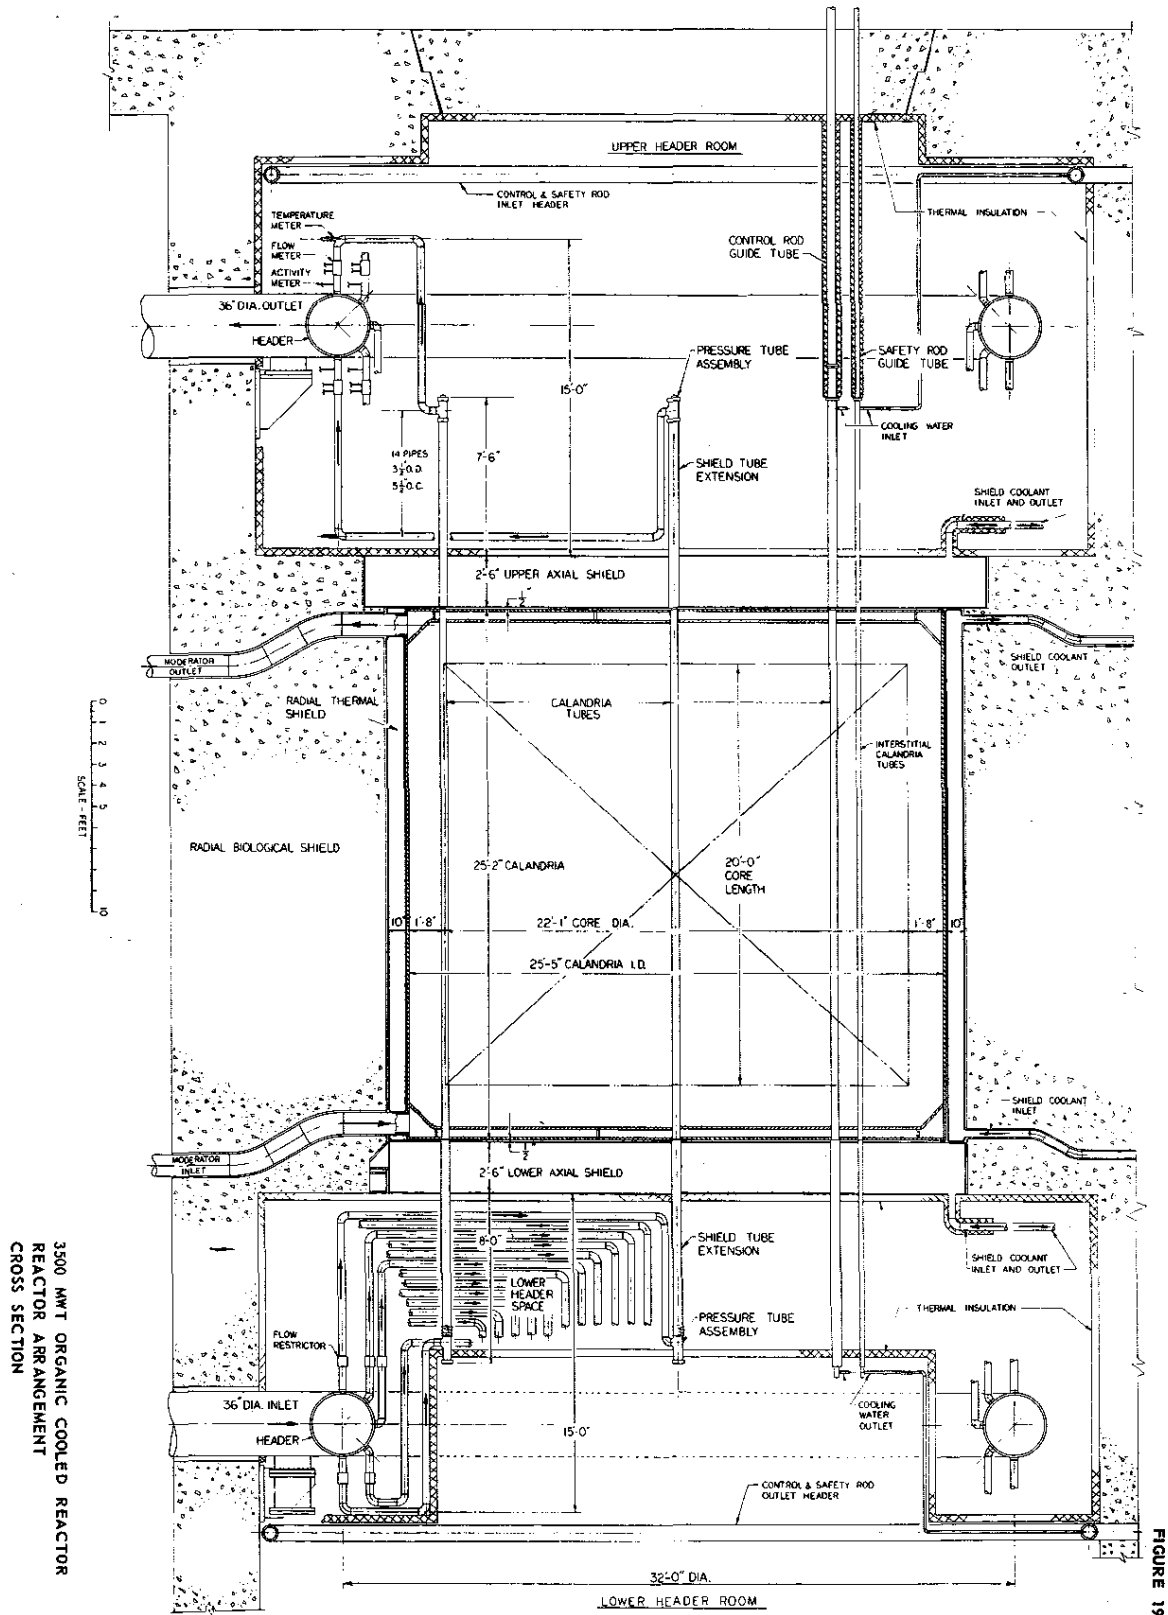 UPPER HEADER ROOM
CONTROL & SAFETY ROD
INLET HEADER
TEMPERATURE
METER
FLOW
METER
ACTIVITY
METER
THERMAL INSULATION
CONTROL ROD
GUIDE TUBE
36" DIA. OUTLET
HEADER
PRESSURE TUBE
ASSEMBLY
SAFETY ROD
GUIDE TUBE
15'-0"
COOLING WATER
INLET
14 PIPES
3½" O.D.
5½" O.C.
7'-6"
SHIELD TUBE
EXTENSION
SHIELD COOLANT
INLET AND OUTLET
2'-6" UPPER AXIAL SHIELD
½"
MODERATOR
OUTLET
SHIELD COOLANT
OUTLET
RADIAL THERMAL
SHIELD
CALANDRIA
TUBES
INTERSTITIAL
CALANDRIA
TUBES
0 1 2 3 4 5 10
SCALE - FEET
RADIAL BIOLOGICAL SHIELD
25'-2" CALANDRIA
20'-0"
CORE
LENGTH
10" 1'-8"
22'-1" CORE DIA.
1'-8" 10"
25'-5" CALANDRIA I.D.
SHIELD COOLANT
INLET
MODERATOR
INLET
½"
2'-6" LOWER AXIAL SHIELD
8'-0"
SHIELD TUBE
EXTENSION
SHIELD COOLANT
INLET AND OUTLET
LOWER
HEADER
SPACE
THERMAL INSULATION
PRESSURE TUBE
ASSEMBLY
FLOW
RESTRICTOR
36" DIA. INLET
HEADER
15'-0"
COOLING
WATER
OUTLET
CONTROL & SAFETY ROD
OUTLET HEADER
32'-0" DIA.
LOWER HEADER ROOM
3500 MWT ORGANIC COOLED REACTOR
REACTOR ARRANGEMENT
CROSS SECTION
FIGURE 19